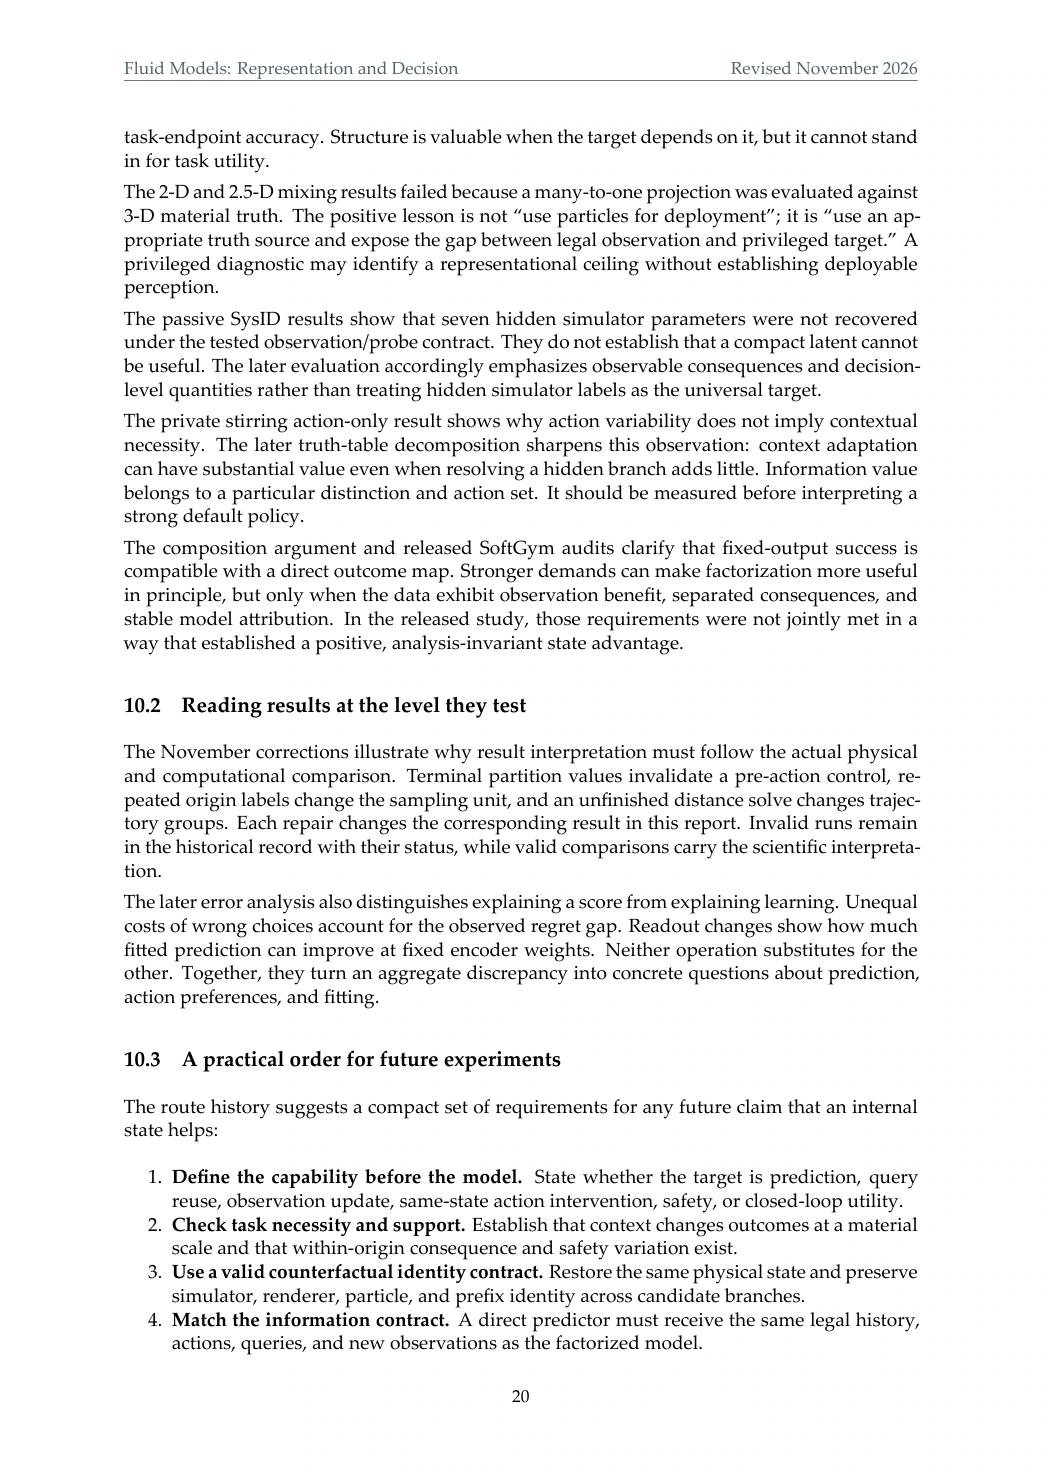 Fluid Models: Representation and Decision Revised November 2026
task-endpoint accuracy. Structure is valuable when the target depends on it, but it cannot stand
in for task utility.
The 2-D and 2.5-D mixing results failed because a many-to-one projection was evaluated against
3-D material truth. The positive lesson is not “use particles for deployment”; it is “use an ap-
propriate truth source and expose the gap between legal observation and privileged target.” A
privileged diagnostic may identify a representational ceiling without establishing deployable
perception.
The passive SysID results show that seven hidden simulator parameters were not recovered
under the tested observation/probe contract. They do not establish that a compact latent cannot
be useful. The later evaluation accordingly emphasizes observable consequences and decision-
level quantities rather than treating hidden simulator labels as the universal target.
The private stirring action-only result shows why action variability does not imply contextual
necessity. The later truth-table decomposition sharpens this observation: context adaptation
can have substantial value even when resolving a hidden branch adds little. Information value
belongs to a particular distinction and action set. It should be measured before interpreting a
strong default policy.
The composition argument and released SoftGym audits clarify that fixed-output success is
compatible with a direct outcome map. Stronger demands can make factorization more useful
in principle, but only when the data exhibit observation benefit, separated consequences, and
stable model attribution. In the released study, those requirements were not jointly met in a
way that established a positive, analysis-invariant state advantage.
10.2 Reading results at the level they test
The November corrections illustrate why result interpretation must follow the actual physical
and computational comparison. Terminal partition values invalidate a pre-action control, re-
peated origin labels change the sampling unit, and an unfinished distance solve changes trajec-
tory groups. Each repair changes the corresponding result in this report. Invalid runs remain
in the historical record with their status, while valid comparisons carry the scientific interpreta-
tion.
The later error analysis also distinguishes explaining a score from explaining learning. Unequal
costs of wrong choices account for the observed regret gap. Readout changes show how much
fitted prediction can improve at fixed encoder weights. Neither operation substitutes for the
other. Together, they turn an aggregate discrepancy into concrete questions about prediction,
action preferences, and fitting.
10.3 A practical order for future experiments
The route history suggests a compact set of requirements for any future claim that an internal
state helps:
1. Define the capability before the model. State whether the target is prediction, query
reuse, observation update, same-state action intervention, safety, or closed-loop utility.
2. Check task necessity and support. Establish that context changes outcomes at a material
scale and that within-origin consequence and safety variation exist.
3. Use a valid counterfactual identity contract. Restore the same physical state and preserve
simulator, renderer, particle, and prefix identity across candidate branches.
4. Match the information contract. A direct predictor must receive the same legal history,
actions, queries, and new observations as the factorized model.
20